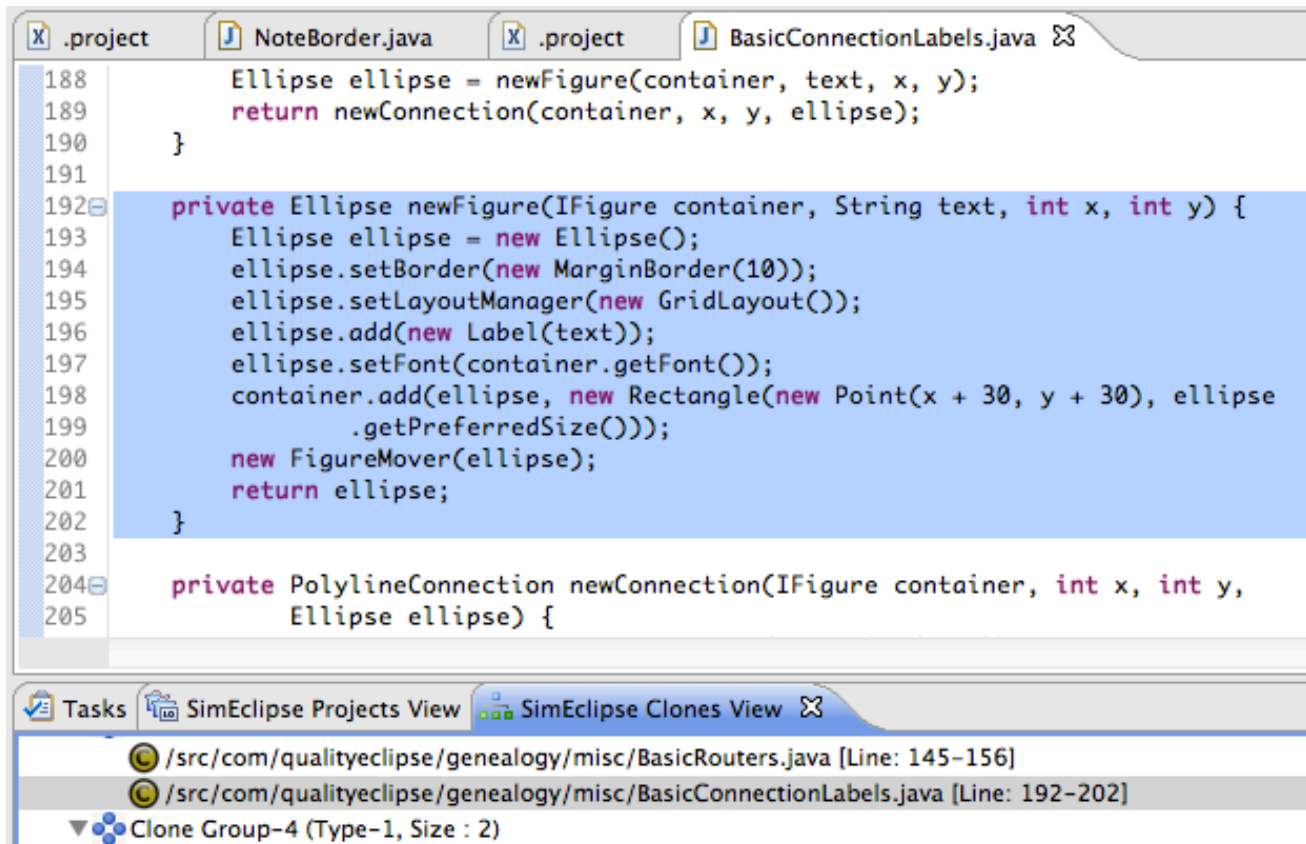 .project NoteBorder.java .project BasicConnectionLabels.java
188 Ellipse ellipse = newFigure(container, text, x, y);
189 return newConnection(container, x, y, ellipse);
190 }
191
192 private Ellipse newFigure(IFigure container, String text, int x, int y) {
193 Ellipse ellipse = new Ellipse();
194 ellipse.setBorder(new MarginBorder(10));
195 ellipse.setLayoutManager(new GridLayout());
196 ellipse.add(new Label(text));
197 ellipse.setFont(container.getFont());
198 container.add(ellipse, new Rectangle(new Point(x + 30, y + 30), ellipse
199 .getPreferredSize()));
200 new FigureMover(ellipse);
201 return ellipse;
202 }
203
204 private PolylineConnection newConnection(IFigure container, int x, int y,
205 Ellipse ellipse) {
Tasks SimEclipse Projects View SimEclipse Clones View
/src/com/qualityeclipse/genealogy/misc/BasicRouters.java [Line: 145-156]
/src/com/qualityeclipse/genealogy/misc/BasicConnectionLabels.java [Line: 192-202]
Clone Group-4 (Type-1, Size : 2)